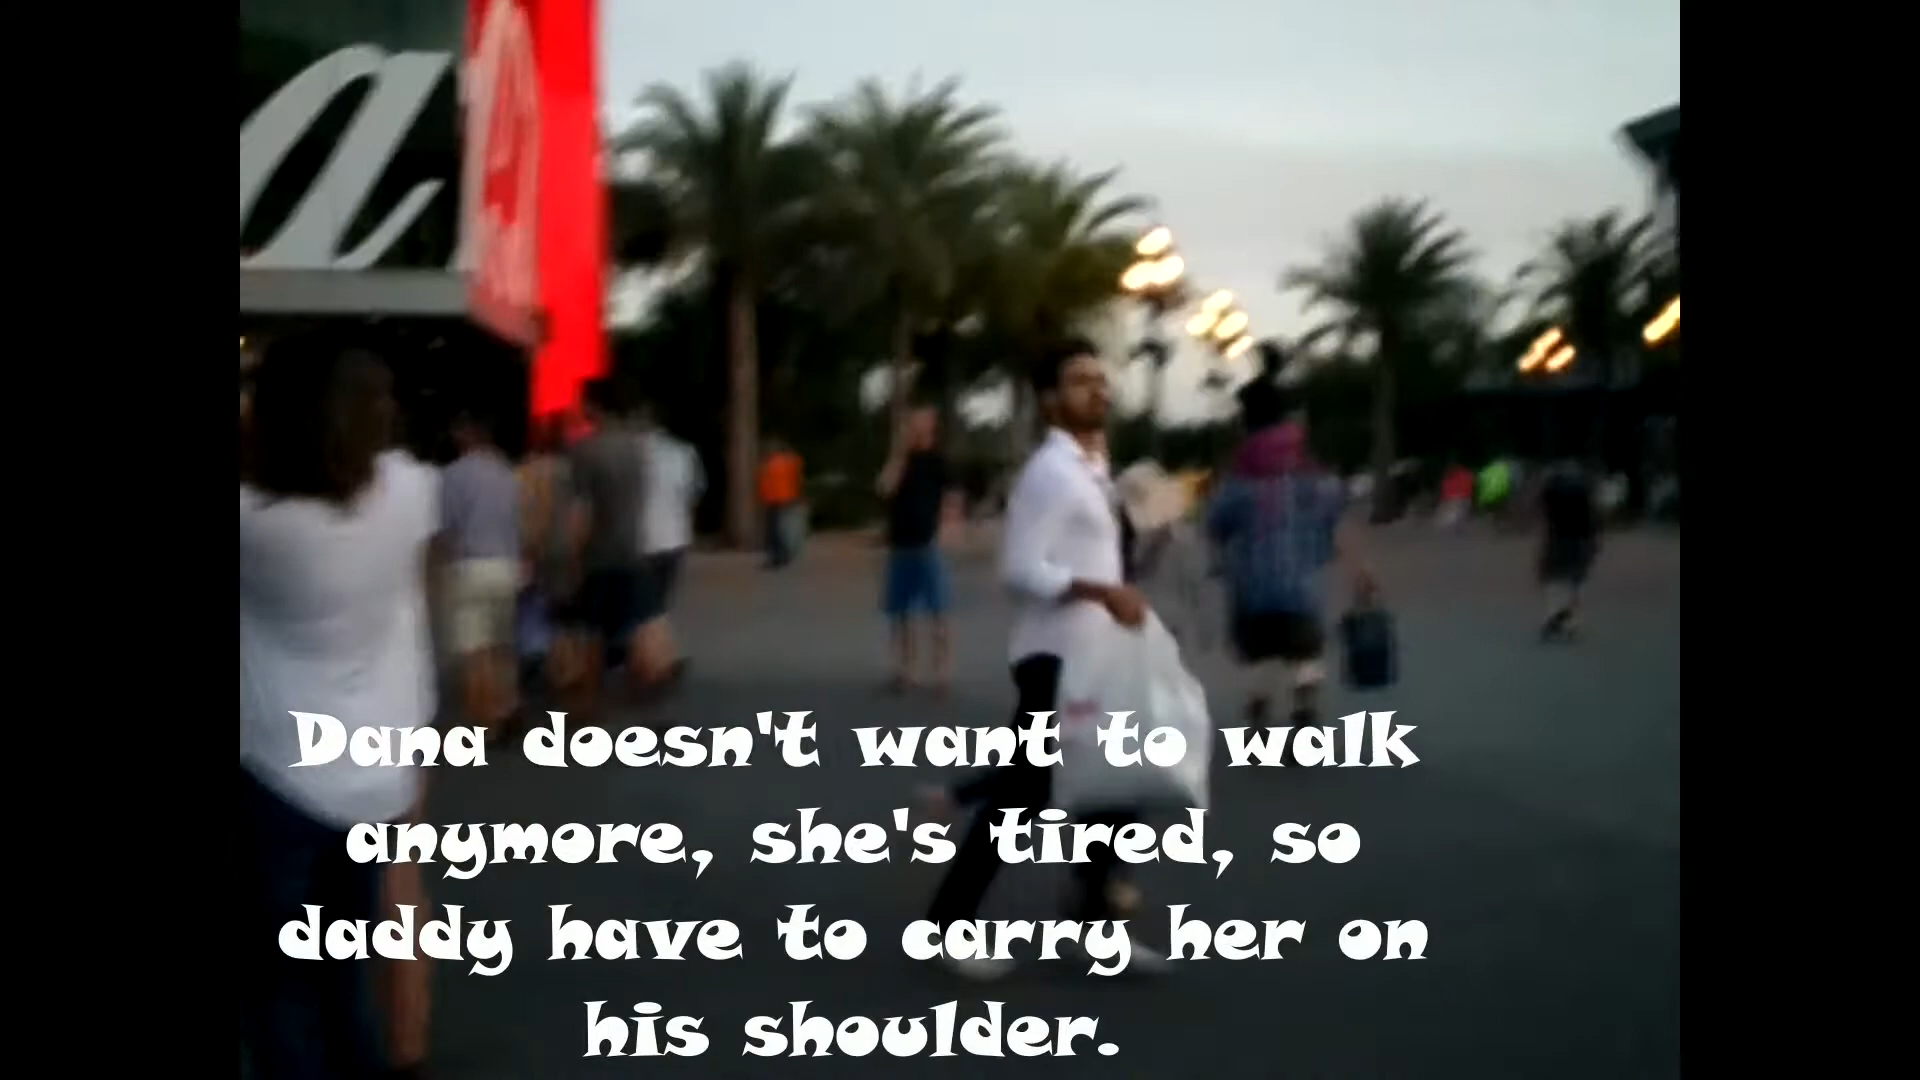 a
Dana doesn't want to walk
anymore, she's tired, so
daddy have to carry her on
his shoulder.